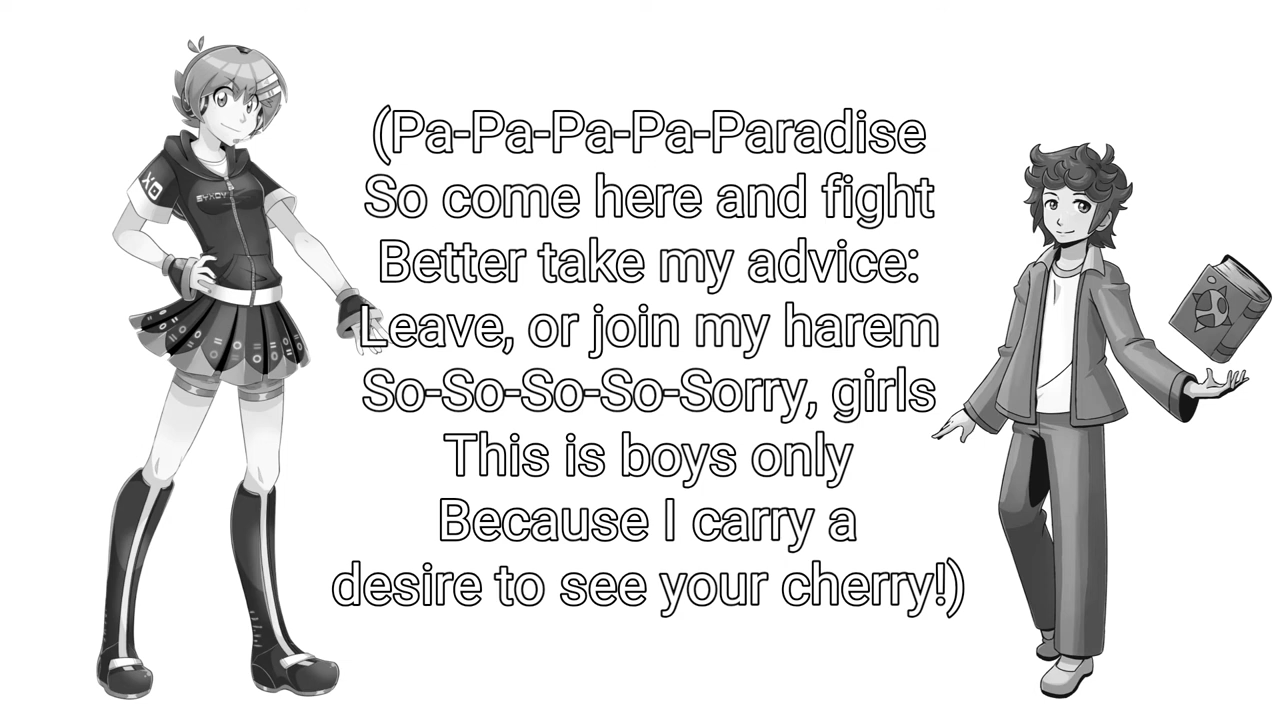 (Pa-Pa-Pa-Pa-Paradise
So come here and fight
Better take my advice:
Leave, or join my harem
So-So-So-So-Sorry, girls
This is boys only
Because I carry a
desire to see your cherry!)
XO